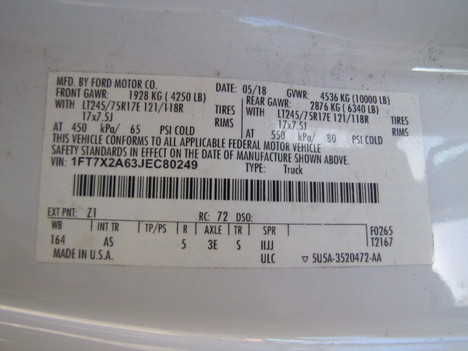 MFD. BY FORD MOTOR CO.
05/18 GVWR: 4536 KG (10000 LB)
FRONT GAWR: 1928 KG ( 4250 LB)
REAR GAWR: 2876 KG ( 6340 LB)
WITH LT245/75R17E 121/118R TIRES
WITH LT245/75R17E 121/118R TIRES
17x7.5J RIMS
17x7.5J RIMS
AT 450 kPa/ 65 PSI COLD
AT 550 kPa/ 80 PSI COLD
THIS VEHICLE CONFORMS TO ALL APPLICABLE FEDERAL MOTOR VEHICLE
SAFETY STANDARDS IN EFFECT ON THE DATE OF MANUFACTURE SHOWN ABOVE.
VIN: 1FT7X2A63JEC80249
TYPE: Truck
EXT PNT: Z1 RC: 72 DSO:
WB INT TR TP/PS R AXLE TR SPR F0265
164 AS 5 3E S IIJJ T2167
MADE IN U.S.A. ULC ▽ 5U5A-3520472-AA